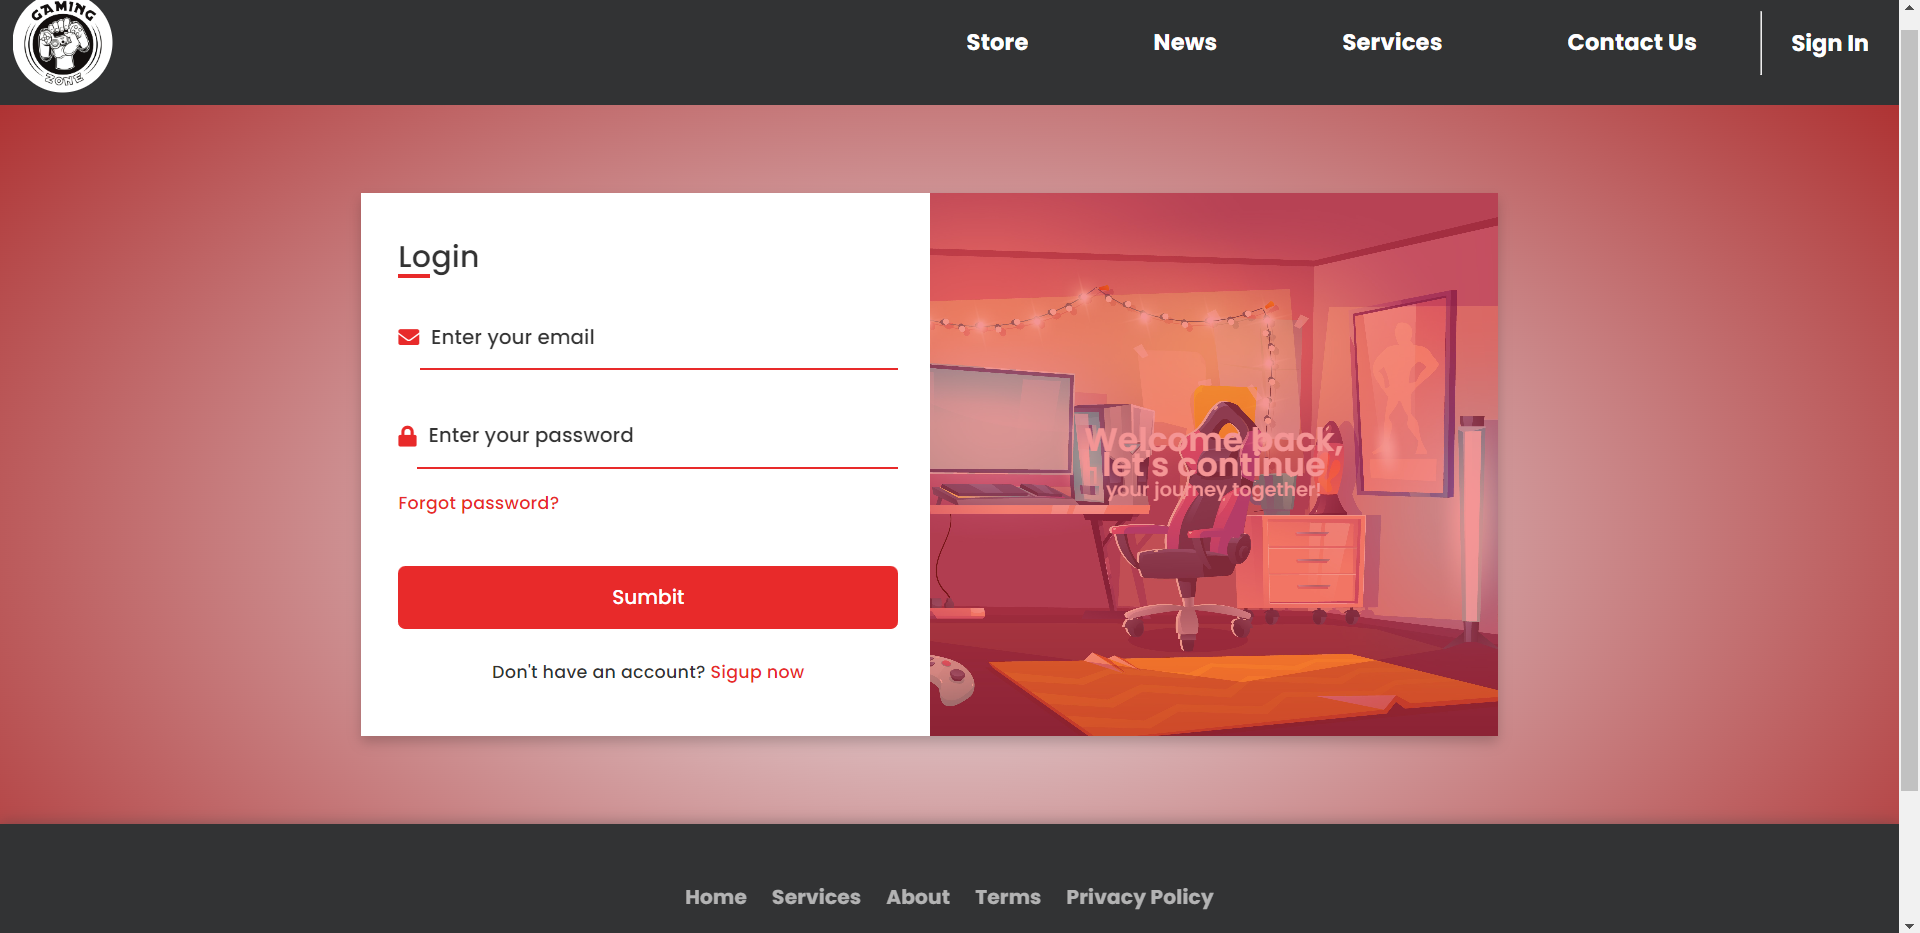 GAMING
ZONE
Store
News
Services
Contact Us
Sign In
Login
Enter your email
Enter your password
Forgot password?
Sumbit
Don't have an account? Sigup now
Welcome back,
let's continue
your journey together!
Home Services About Terms Privacy Policy